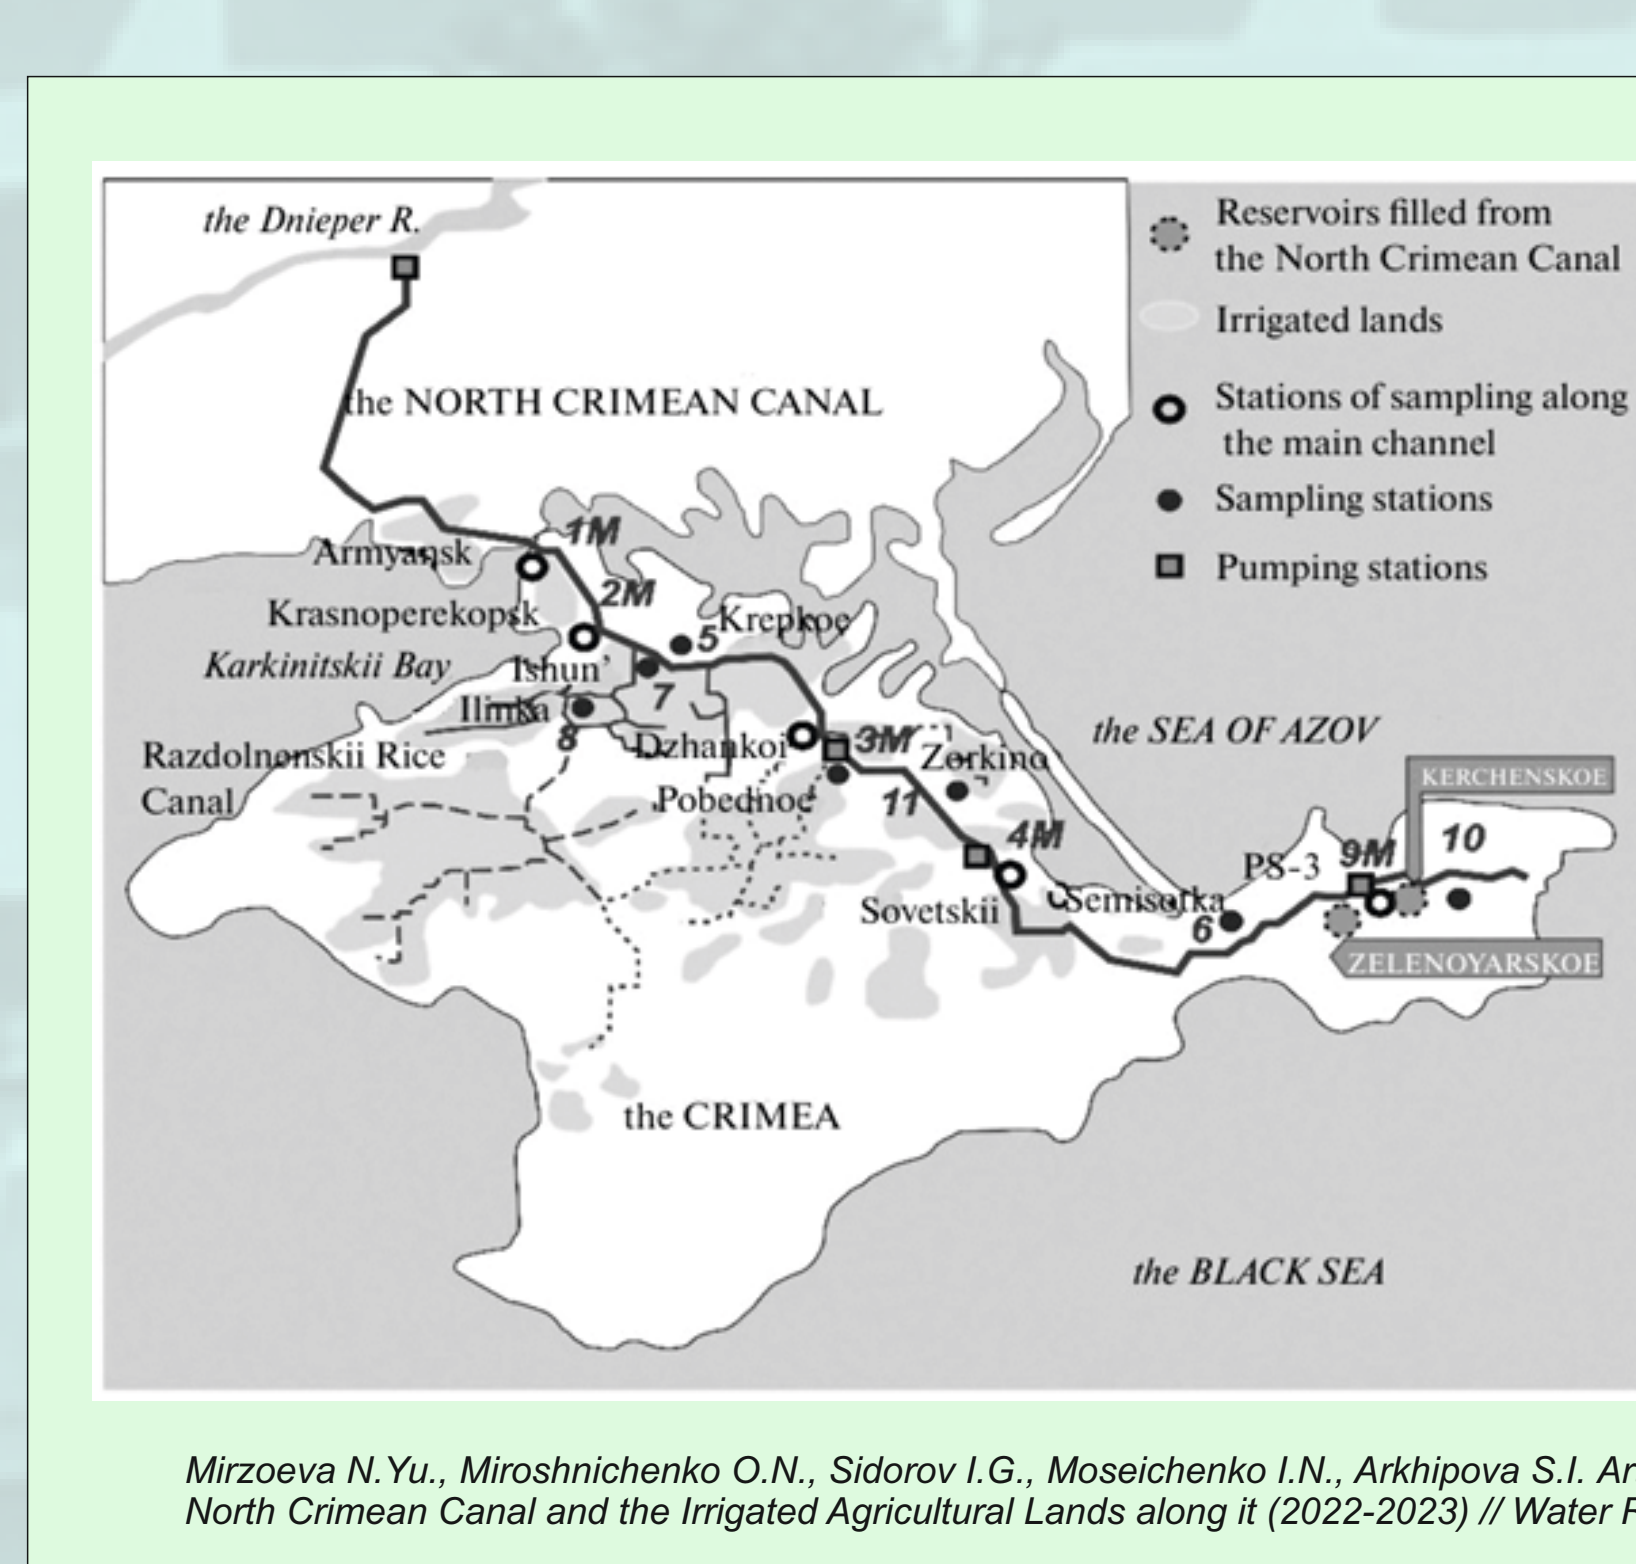 the Dnieper R.
Reservoirs filled from
the North Crimean Canal
Irrigated lands
the NORTH CRIMEAN CANAL
Stations of sampling along
the main channel
Sampling stations
Pumping stations
1M
Armyansk
2M
Krasnoperekopsk
Krepkoe
5
Karkinitskii Bay
Ishun’
7
Ilinka
8
Dzhankoi
3M
Zorkino
the SEA OF AZOV
Razdolnenskii Rice
Canal
Pobednoe
11
KERCHENSKOE
4M
PS-3
9M
10
Sovetskii
Semisotka
6
ZELENOYARSKOE
the CRIMEA
the BLACK SEA
Mirzoeva N.Yu., Miroshnichenko O.N., Sidorov I.G., Moseichenko I.N., Arkhipova S.I.
North Crimean Canal and the Irrigated Agricultural Lands along it (2022-2023) // Water